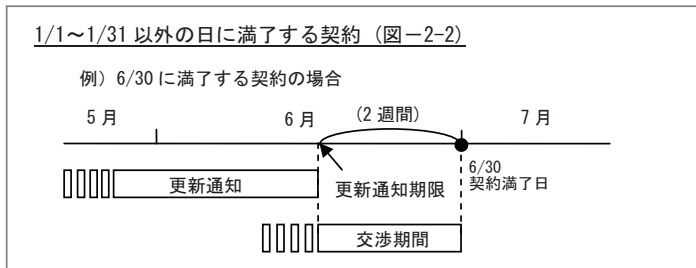 1/1～1/31 以外の日に満了する契約（図－2-2）
例）6/30 に満了する契約の場合
5 月
6 月
(2 週間)
7 月
更新通知
更新通知期限
6/30
契約満了日
交渉期間